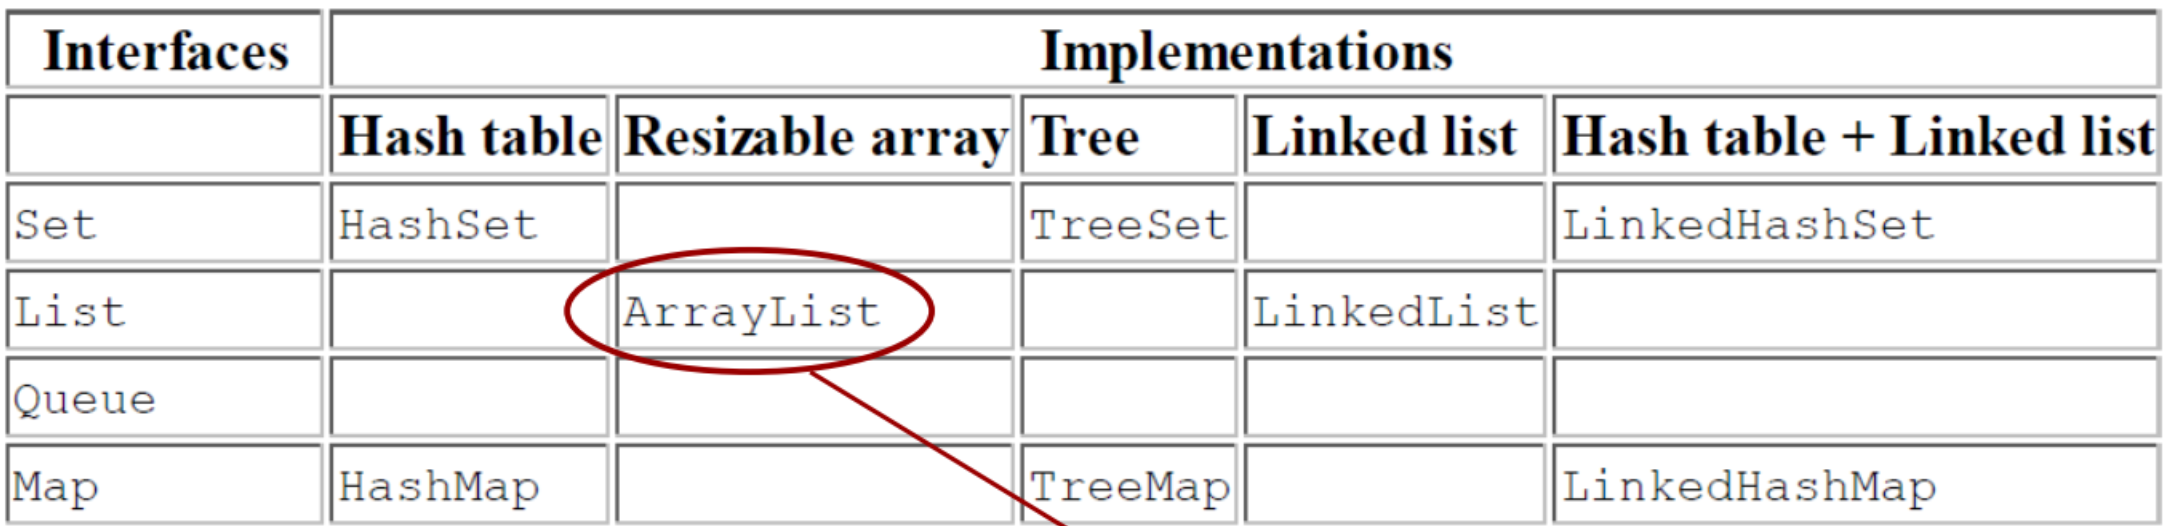 Interfaces Implementations
Hash table Resizable array Tree Linked list Hash table + Linked list
Set HashSet TreeSet LinkedHashSet
List ArrayList LinkedList
Queue
Map HashMap TreeMap LinkedHashMap